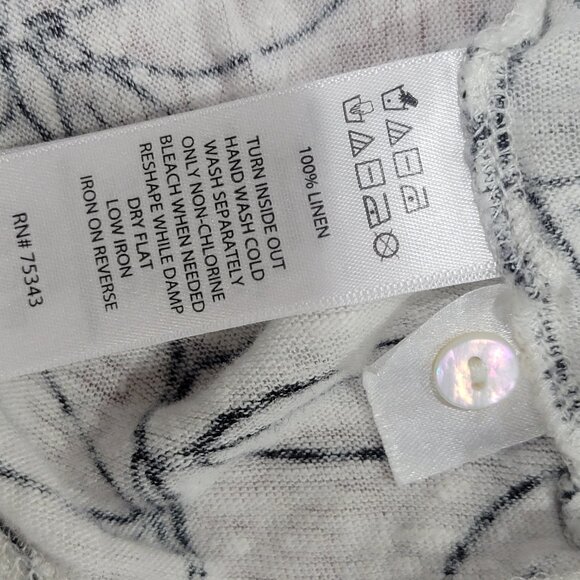 100% LINEN
TURN INSIDE OUT
HAND WASH COLD
WASH SEPARATELY
ONLY NON-CHLORINE
BLEACH WHEN NEEDED
RESHAPE WHILE DAMP
DRY FLAT
LOW IRON
IRON ON REVERSE
RN# 75343